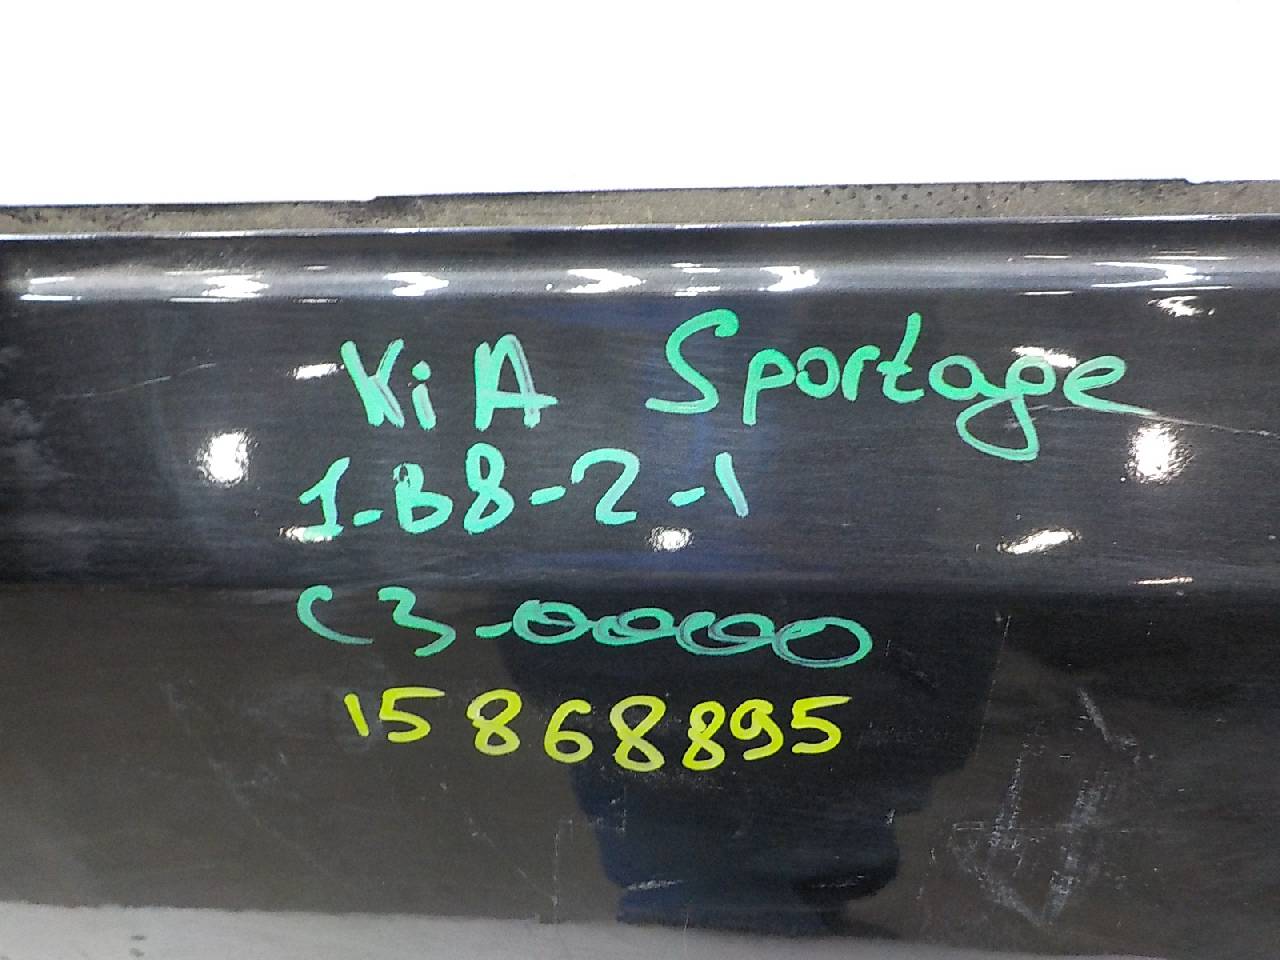 KiA Sportage
1-B8-2-1
C3-0000
15868895